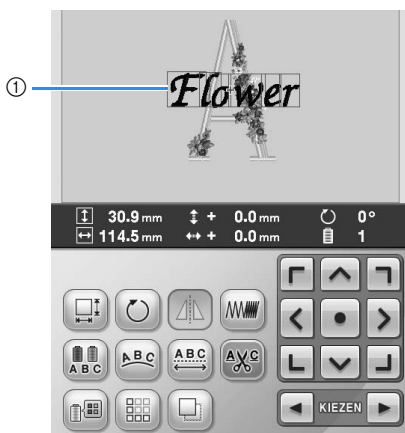 ①
A
Flower
30.9 mm + 0.0 mm 0°
114.5 mm + 0.0 mm 1
ABC ABC ABC A C
KIEZEN